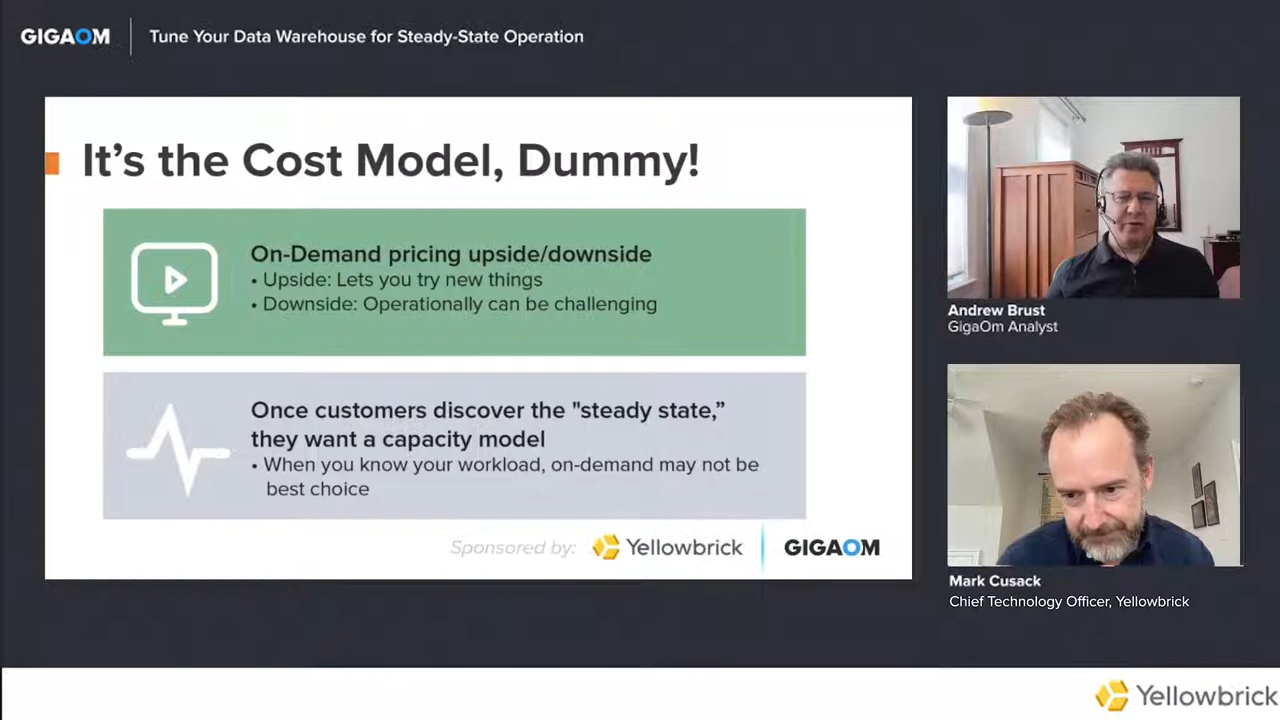 GIGAOM
Tune Your Data Warehouse for Steady-State Operation
It's the Cost Model, Dummy!
On-Demand pricing upside/downside
• Upside: Lets you try new things
• Downside: Operationally can be challenging
Once customers discover the "steady state,”
they want a capacity model
• When you know your workload, on-demand may not be
best choice
Sponsored by:
Yellowbrick
GIGAOM
Andrew Brust
GigaOm Analyst
Mark Cusack
Chief Technology Officer, Yellowbrick
Yellowbrick